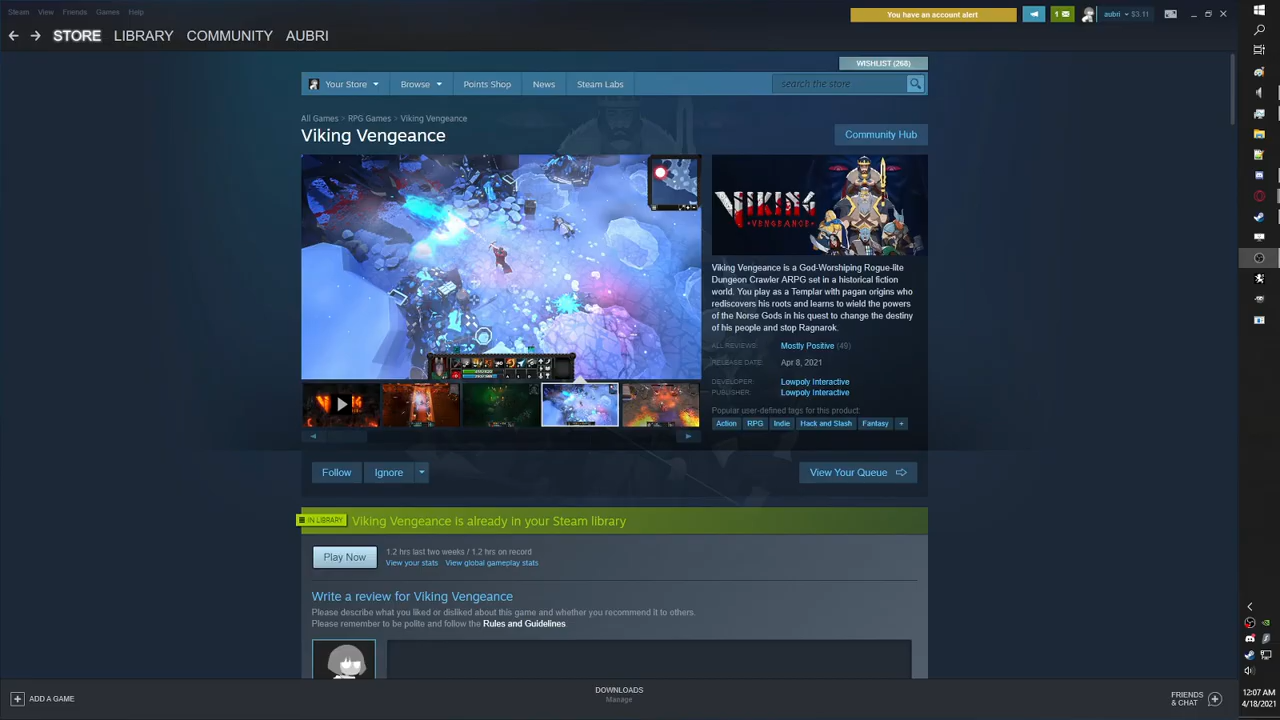 Steam View Friends Games Help
You have an account alert
1
aubri
$3.11
STORE LIBRARY COMMUNITY AUBRI
WISHLIST (268)
Your Store Browse Points Shop News Steam Labs
search the store
All Games > RPG Games > Viking Vengeance
Viking Vengeance
Community Hub
VIKING
VENGEANCE
Viking Vengeance is a God-Worshiping Rogue-lite
Dungeon Crawler ARPG set in a historical fiction
world. You play as a Templar with pagan origins who
rediscovers his roots and learns to wield the powers
of the Norse Gods in his quest to change the destiny
of his people and stop Ragnarok.
ALL REVIEWS: Mostly Positive (49)
RELEASE DATE: Apr 8, 2021
DEVELOPER: Lowpoly Interactive
PUBLISHER: Lowpoly Interactive
Popular user-defined tags for this product:
Action RPG Indie Hack and Slash Fantasy +
Follow Ignore
View Your Queue
IN LIBRARY
Viking Vengeance is already in your Steam library
Play Now
1.2 hrs last two weeks / 1.2 hrs on record
View your stats View global gameplay stats
Write a review for Viking Vengeance
Please describe what you liked or disliked about this game and whether you recommend it to others.
Please remember to be polite and follow the Rules and Guidelines.
ADD A GAME
DOWNLOADS
Manage
FRIENDS
& CHAT
12:07 AM
4/18/2021